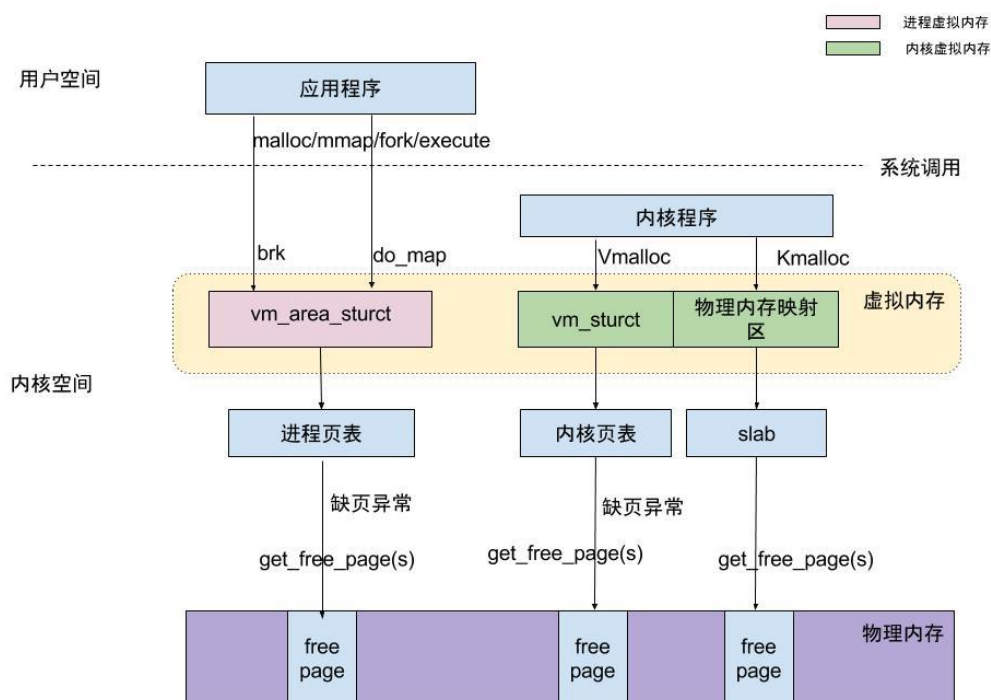 进程虚拟内存
内核虚拟内存
用户空间
应用程序
malloc/mmap/fork/execute
系统调用
内核程序
brk
do_map
Vmalloc
Kmalloc
虚拟内存
vm_area_sturct
vm_sturct
物理内存映射
区
内核空间
进程页表
内核页表
slab
缺页异常
缺页异常
get_free_page(s)
get_free_page(s)
get_free_page(s)
物理内存
free
page
free
page
free
page